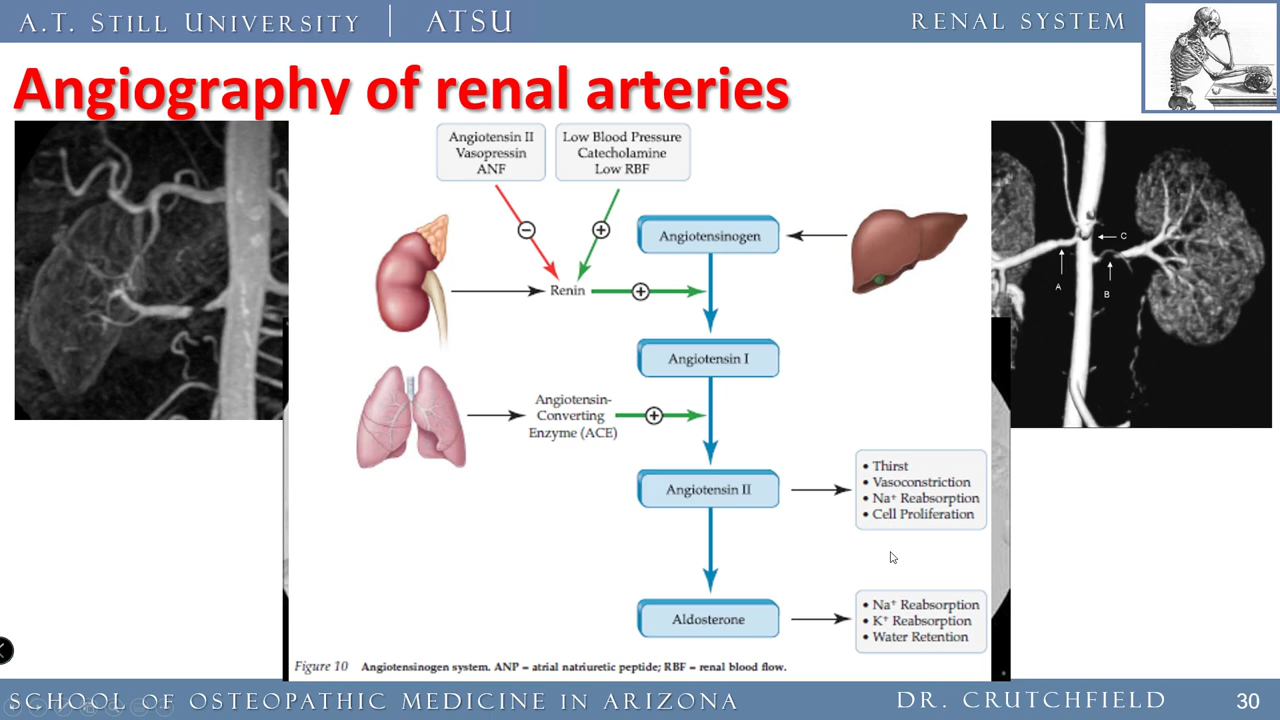 A.T. STILL UNIVERSITY | ATSU
RENAL SYSTEM
Angiography of renal arteries
Angiotensin II
Vasopressin
ANF
Low Blood Pressure
Catecholamine
Low RBF
−
+
Angiotensinogen
Renin
+
Angiotensin I
Angiotensin-
Converting
Enzyme (ACE)
+
Angiotensin II
• Thirst
• Vasoconstriction
• Na⁺ Reabsorption
• Cell Proliferation
Aldosterone
• Na⁺ Reabsorption
• K⁺ Reabsorption
• Water Retention
C
A
B
Figure 10 Angiotensinogen system. ANP = atrial natriuretic peptide; RBF = renal blood flow.
SCHOOL OF OSTEOPATHIC MEDICINE IN ARIZONA
DR. CRUTCHFIELD
30